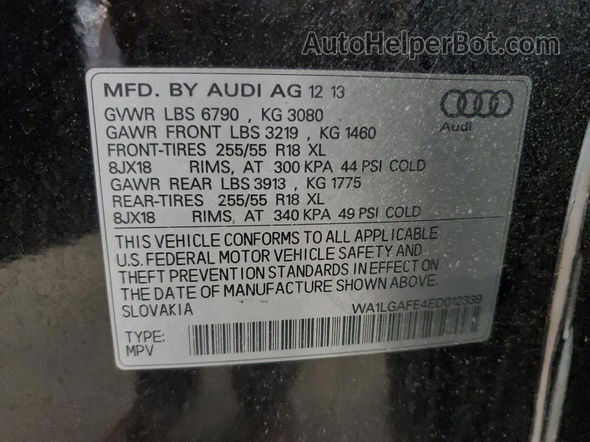 AutoHelperBot.com
MFD. BY AUDI AG 12 13
GVWR LBS 6790 , KG 3080
GAWR FRONT LBS 3219 , KG 1460
FRONT-TIRES 255/55 R18 XL
8JX18 RIMS, AT 300 KPA 44 PSI COLD
GAWR REAR LBS 3913 , KG 1775
REAR-TIRES 255/55 R18 XL
8JX18 RIMS, AT 340 KPA 49 PSI COLD
Audi
THIS VEHICLE CONFORMS TO ALL APPLICABLE
U.S. FEDERAL MOTOR VEHICLE SAFETY AND
THEFT PREVENTION STANDARDS IN EFFECT ON
THE DATE OF MANUFACTURE SHOWN ABOVE.
SLOVAKIA WA1LGAFE4ED012339
TYPE:
MPV